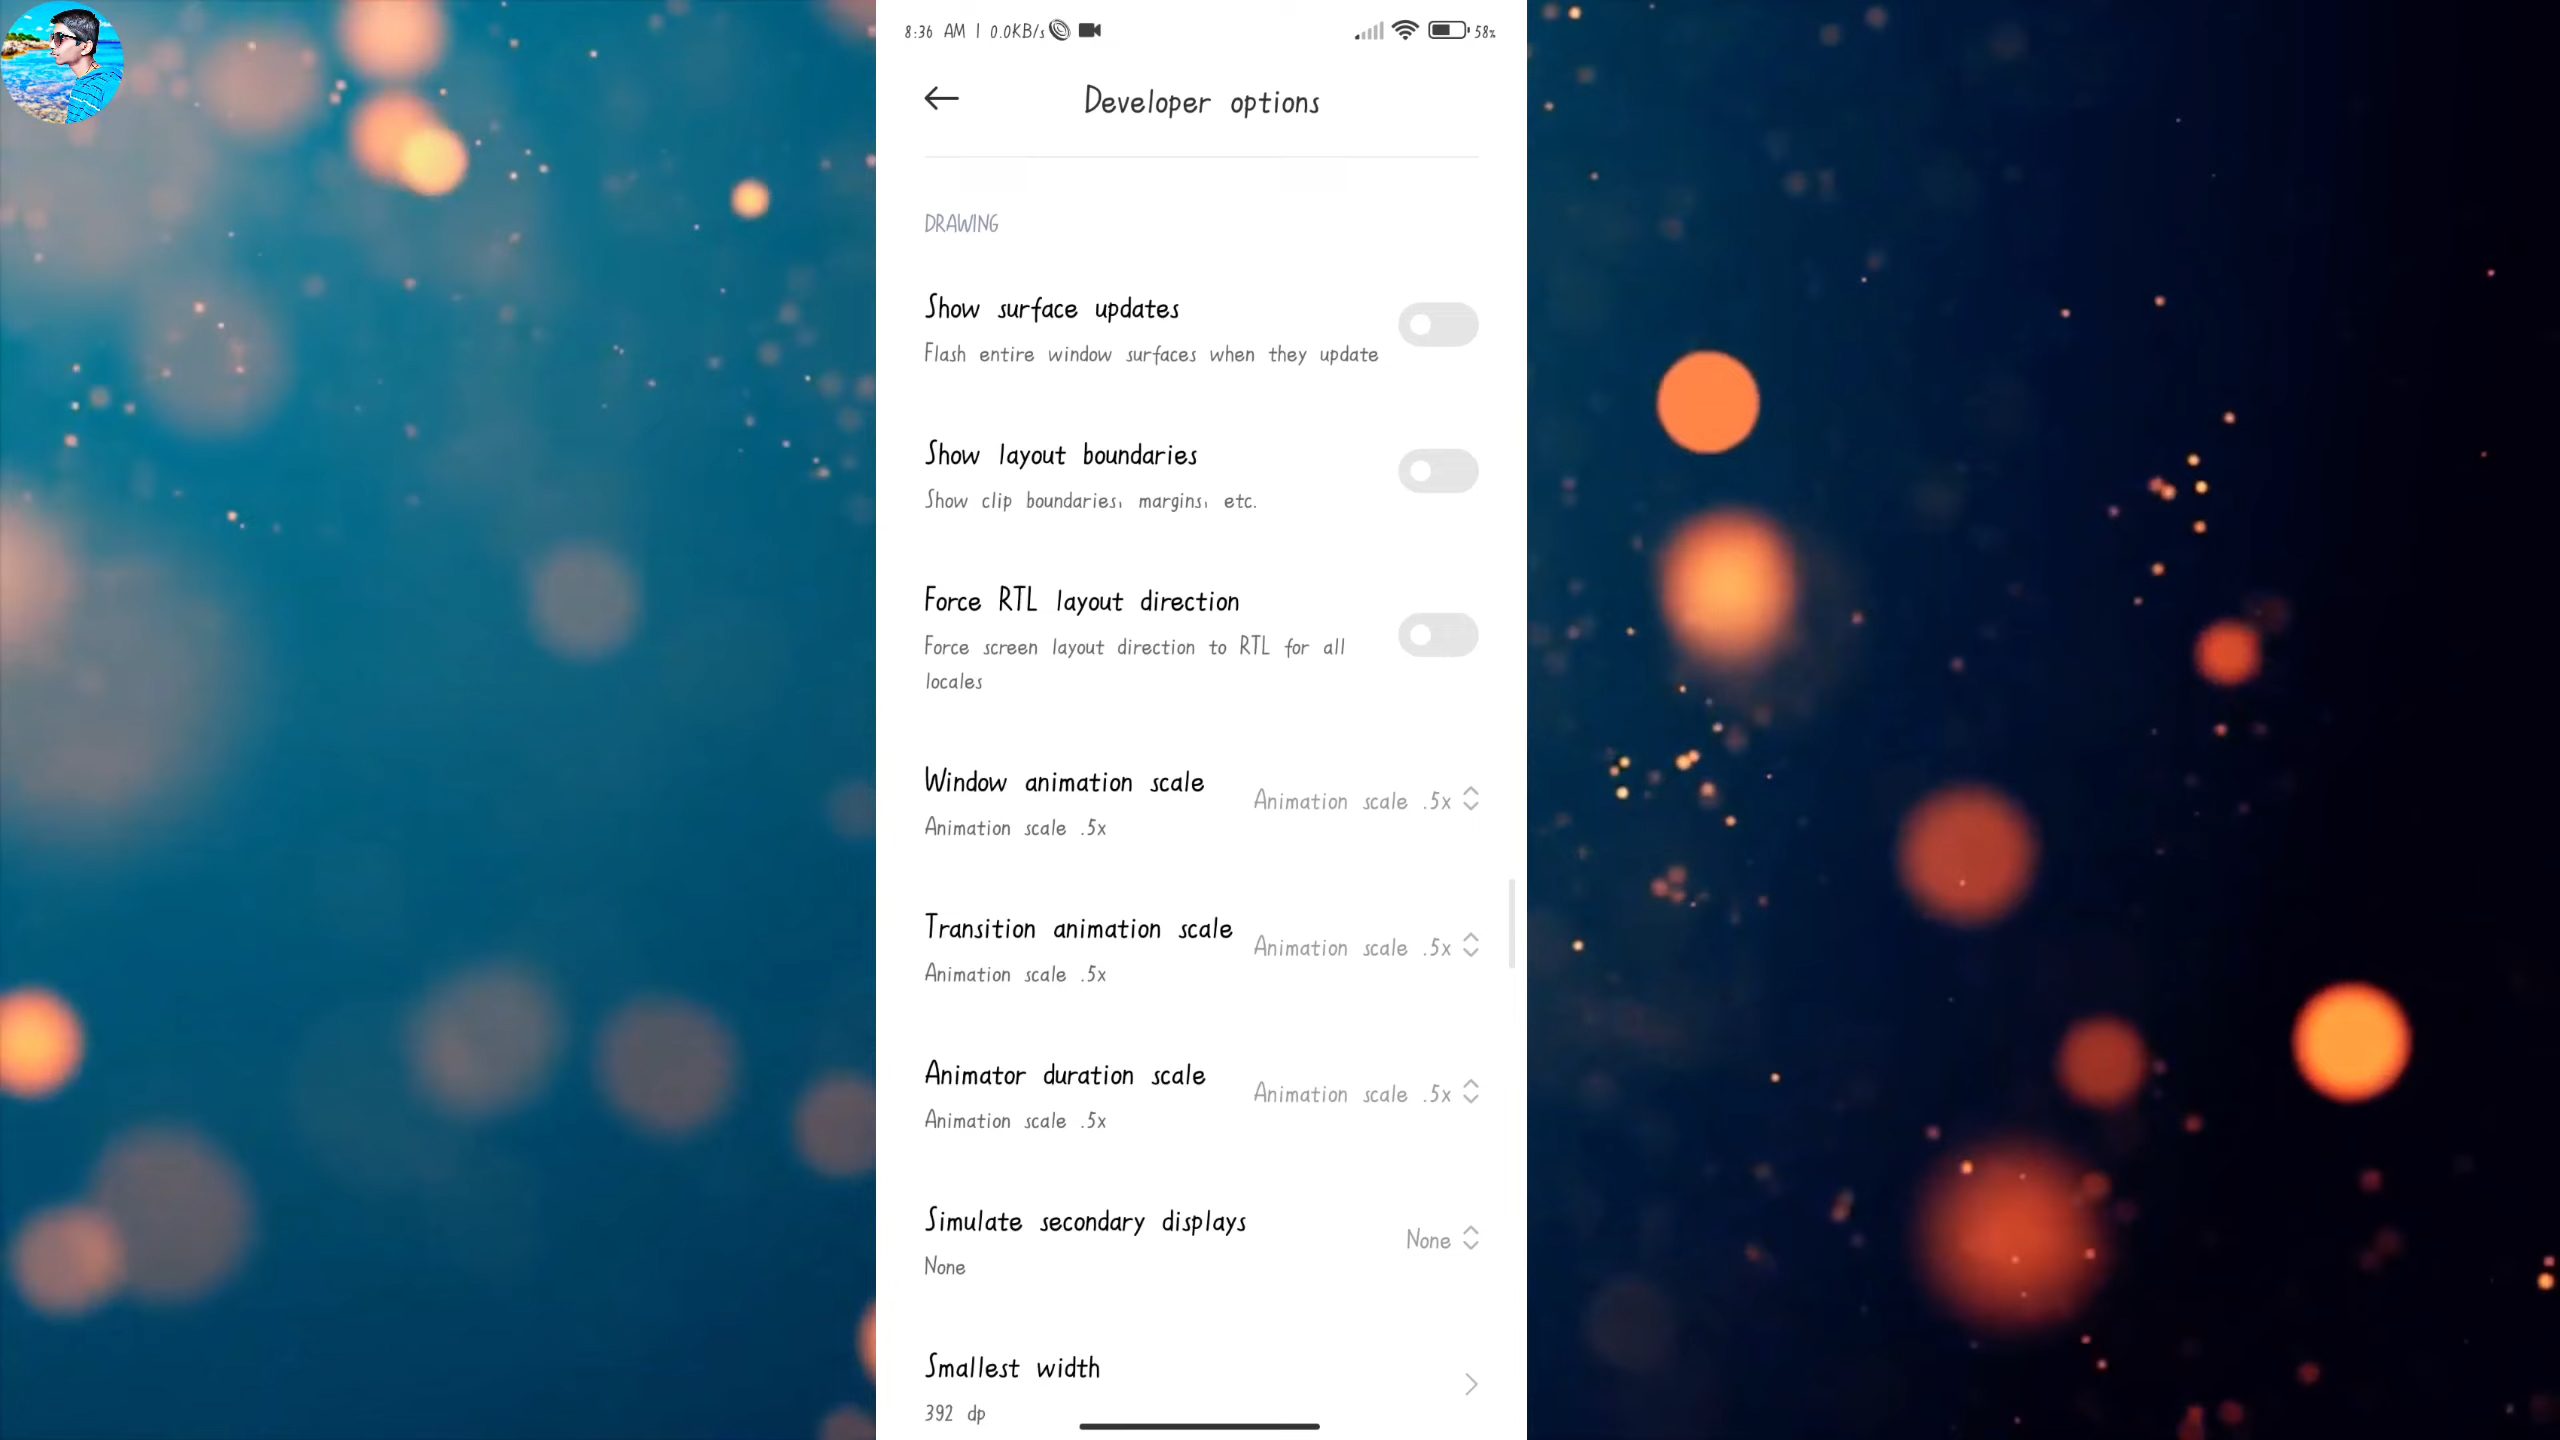 8:36 AM | 0.0KB/s 58%
Developer options
DRAWING
Show surface updates
Flash entire window surfaces when they update
Show layout boundaries
Show clip boundaries, margins, etc.
Force RTL layout direction
Force screen layout direction to RTL for all
locales
Window animation scale
Animation scale .5x
Animation scale .5x
Transition animation scale
Animation scale .5x
Animation scale .5x
Animator duration scale
Animation scale .5x
Animation scale .5x
Simulate secondary displays
None
None
Smallest width
392 dp